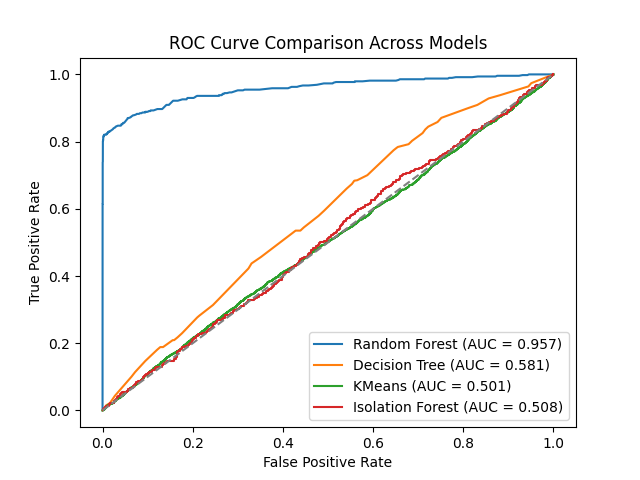 ROC Curve Comparison Across Models
True Positive Rate
1.0
0.8
0.6
0.4
0.2
0.0
Random Forest (AUC = 0.957)
Decision Tree (AUC = 0.581)
KMeans (AUC = 0.501)
Isolation Forest (AUC = 0.508)
0.0 0.2 0.4 0.6 0.8 1.0
False Positive Rate